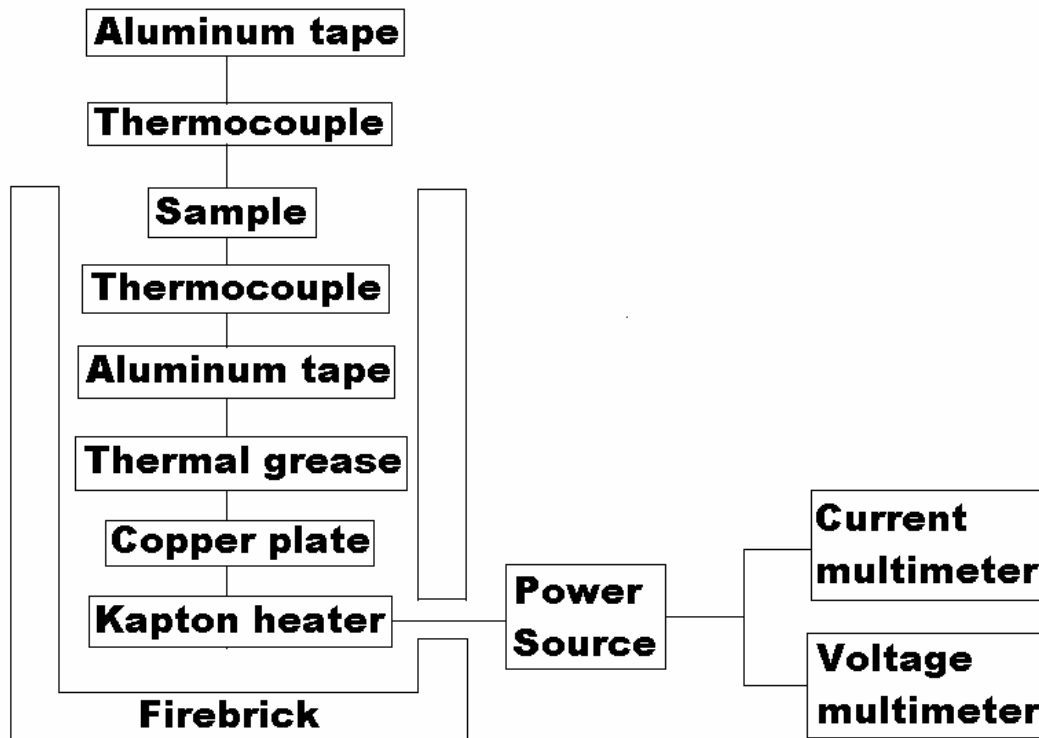 Aluminum tape
Thermocouple
Sample
Thermocouple
Aluminum tape
Thermal grease
Copper plate
Kapton heater
Firebrick
Power
Source
Current
multimeter
Voltage
multimeter